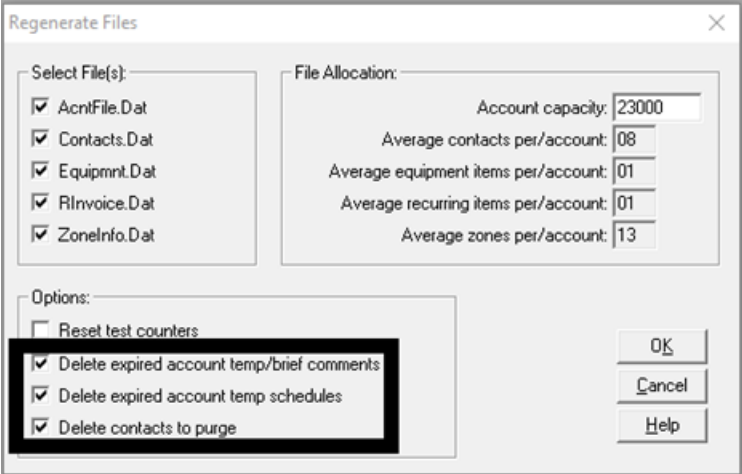 Regenerate Files
Select File(s):
AcntFile.Dat
Contacts.Dat
Equipmnt.Dat
RInvoice.Dat
ZoneInfo.Dat
File Allocation:
Account capacity: 23000
Average contacts per/account: 08
Average equipment items per/account: 01
Average recurring items per/account: 01
Average zones per/account: 13
Options:
Reset test counters
Delete expired account temp/brief comments
Delete expired account temp schedules
Delete contacts to purge
OK
Cancel
Help